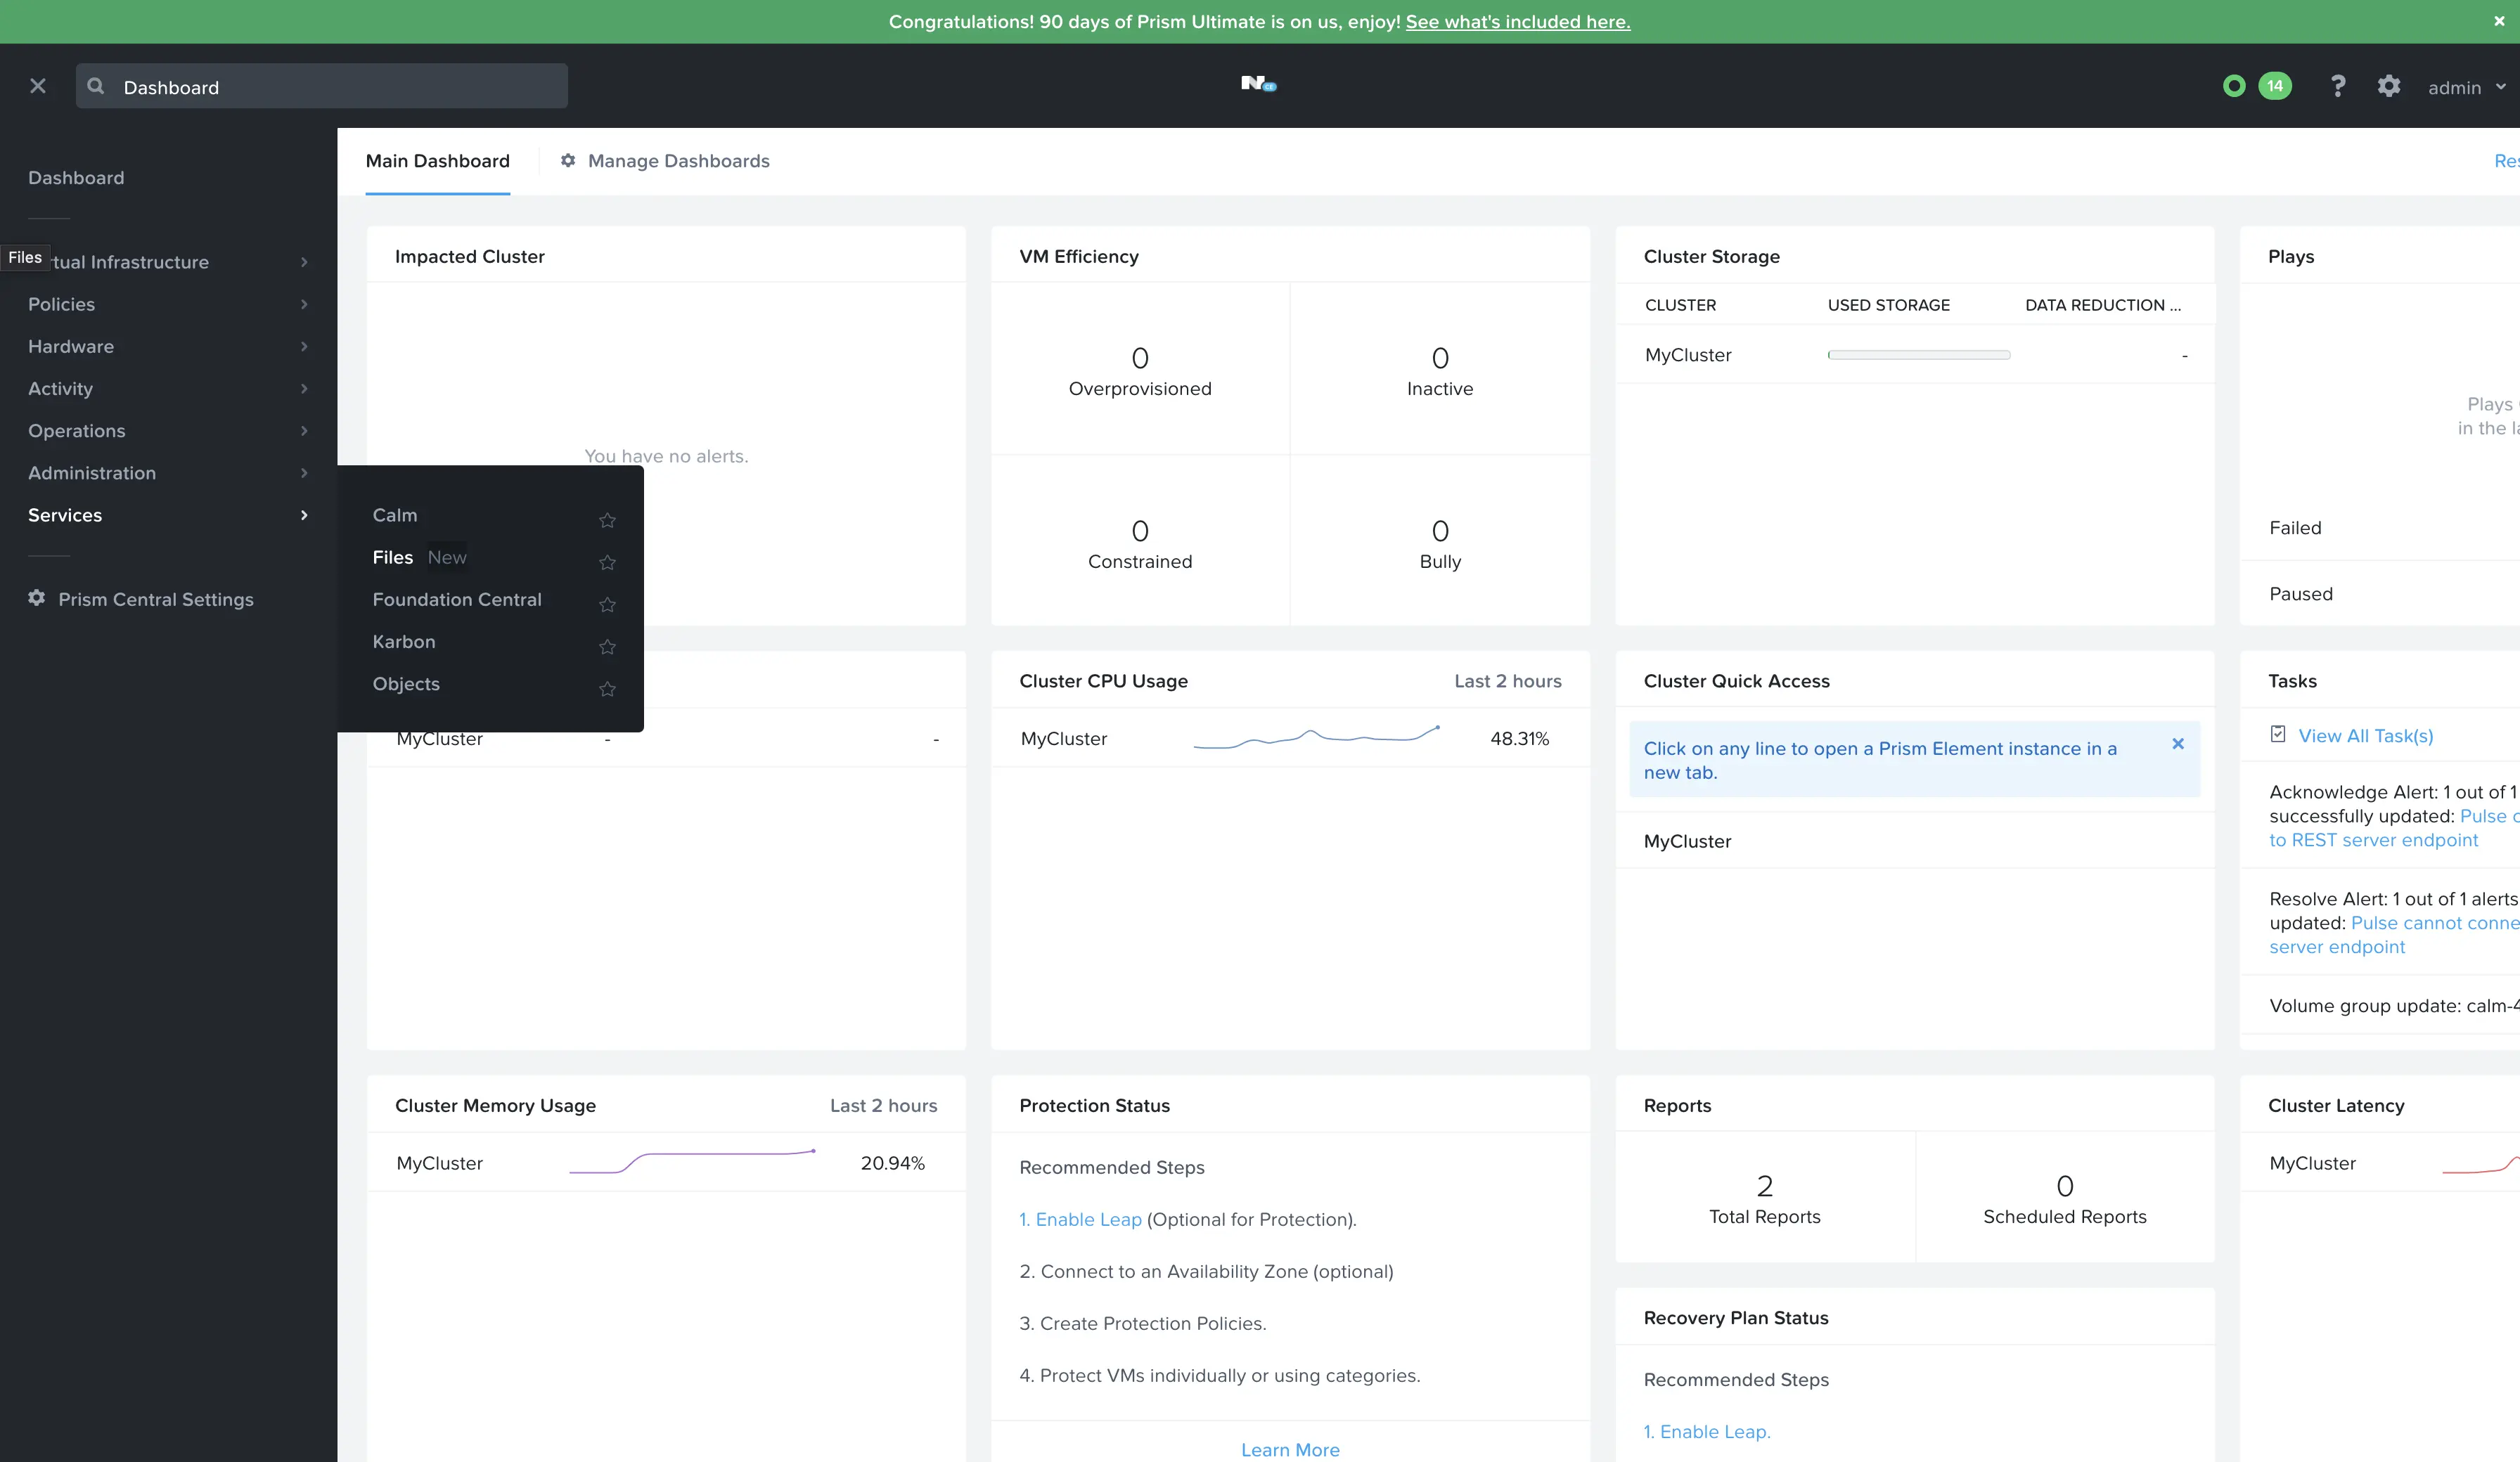 Congratulations! 90 days of Prism Ultimate is on us, enjoy! See what's included here.
Dashboard
N
CE
14
?
admin
Dashboard
Files
tual Infrastructure
Policies
Hardware
Activity
Operations
Administration
Services
Prism Central Settings
Calm
Files New
Foundation Central
Karbon
Objects
Main Dashboard
Manage Dashboards
Res
Impacted Cluster
You have no alerts.
VM Efficiency
0
Overprovisioned
0
Inactive
0
Constrained
0
Bully
Cluster Storage
CLUSTER USED STORAGE DATA REDUCTION ...
MyCluster -
Plays
Plays
in the la
Failed
Paused
MyCluster - -
Cluster CPU Usage Last 2 hours
MyCluster 48.31%
Cluster Quick Access
Click on any line to open a Prism Element instance in a
new tab.
MyCluster
Tasks
View All Task(s)
Acknowledge Alert: 1 out of 1
successfully updated: Pulse c
to REST server endpoint
Resolve Alert: 1 out of 1 alerts
updated: Pulse cannot conne
server endpoint
Volume group update: calm-4
Cluster Memory Usage Last 2 hours
MyCluster 20.94%
Protection Status
Recommended Steps
1. Enable Leap (Optional for Protection).
2. Connect to an Availability Zone (optional)
3. Create Protection Policies.
4. Protect VMs individually or using categories.
Learn More
Reports
2
Total Reports
0
Scheduled Reports
Recovery Plan Status
Recommended Steps
1. Enable Leap.
Cluster Latency
MyCluster